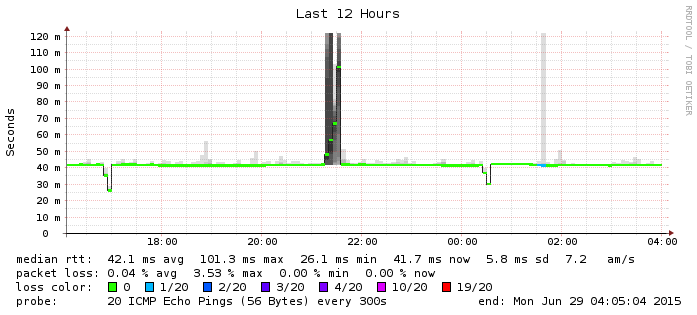 Last 12 Hours
RRDTOOL / TOBI OETIKER
Seconds
120 m
110 m
100 m
90 m
80 m
70 m
60 m
50 m
40 m
30 m
20 m
10 m
0
18:00 20:00 22:00 00:00 02:00 04:00
median rtt: 42.1 ms avg 101.3 ms max 26.1 ms min 41.7 ms now 5.8 ms sd 7.2 am/s
packet loss: 0.04 % avg 3.53 % max 0.00 % min 0.00 % now
loss color: 0 1/20 2/20 3/20 4/20 10/20 19/20
probe: 20 ICMP Echo Pings (56 Bytes) every 300s end: Mon Jun 29 04:05:04 2015